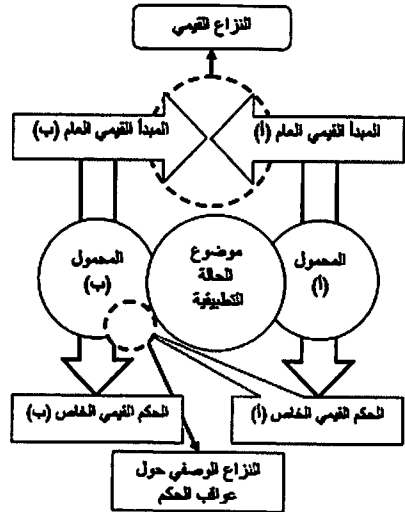 النزاع القيمي
المبدأ القيمي العام (أ)
المبدأ القيمي العام (ب)
المحمول
(أ)
موضوع
الحالة
التطبيقية
المحمول
(ب)
الحكم القيمي الخاص (أ)
الحكم القيمي الخاص (ب)
النزاع الوصفي حول
عواقب الحكم